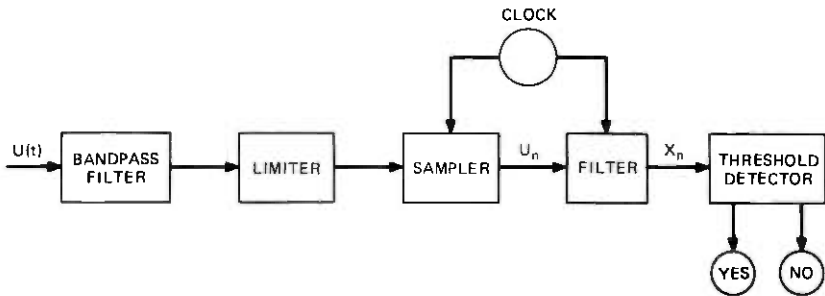 CLOCK
U(t)
BANDPASS
FILTER
LIMITER
SAMPLER
Uₙ
FILTER
Xₙ
THRESHOLD
DETECTOR
YES
NO